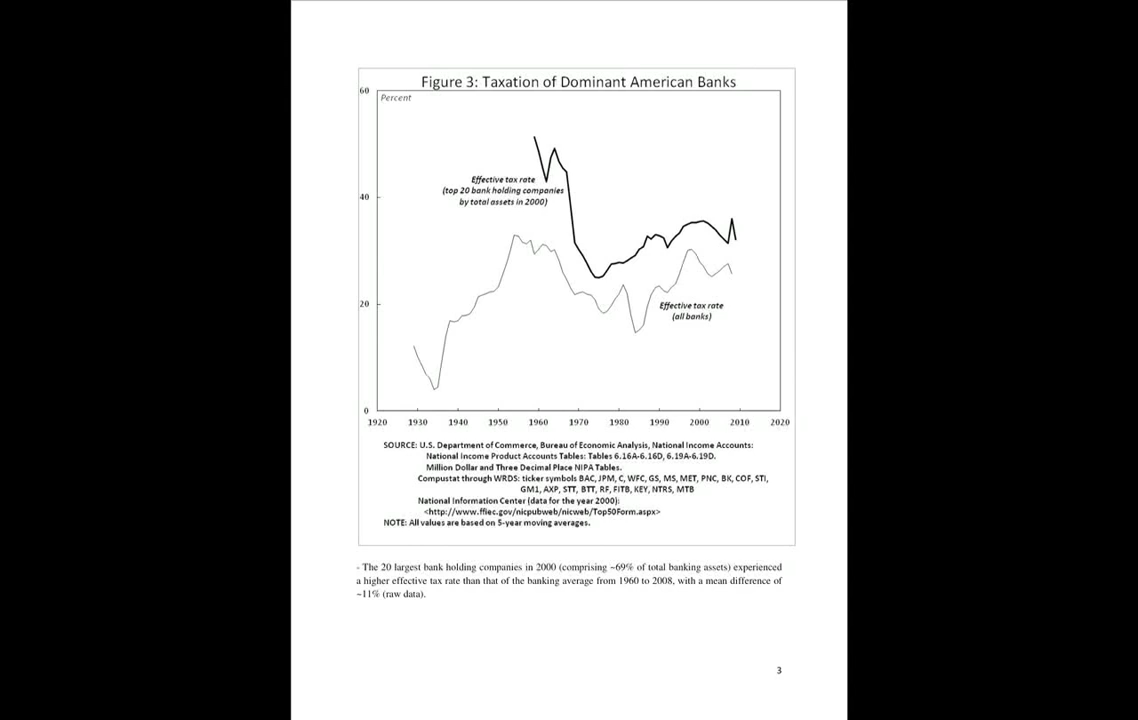 Figure 3: Taxation of Dominant American Banks
60
Percent
Effective tax rate
(top 20 bank holding companies
by total assets in 2000)
40
20
Effective tax rate
(all banks)
0
1920 1930 1940 1950 1960 1970 1980 1990 2000 2010 2020
SOURCE: U.S. Department of Commerce, Bureau of Economic Analysis, National Income Accounts:
National Income Product Accounts Tables: Tables 6.16A-6.16D, 6.19A-6.19D.
Million Dollar and Three Decimal Place NIPA Tables.
Compustat through WRDS: ticker symbols BAC, JPM, C, WFC, GS, MS, MET, PNC, BK, COF, STI,
GM1, AXP, STT, BTT, RF, FITB, KEY, NTRS, MTB
National Information Center (data for the year 2000):
<http://www.ffiec.gov/nicpubweb/nicweb/Top50Form.aspx>
NOTE: All values are based on 5-year moving averages.
- The 20 largest bank holding companies in 2000 (comprising ~69% of total banking assets) experienced
a higher effective tax rate than that of the banking average from 1960 to 2008, with a mean difference of
~11% (raw data).
3